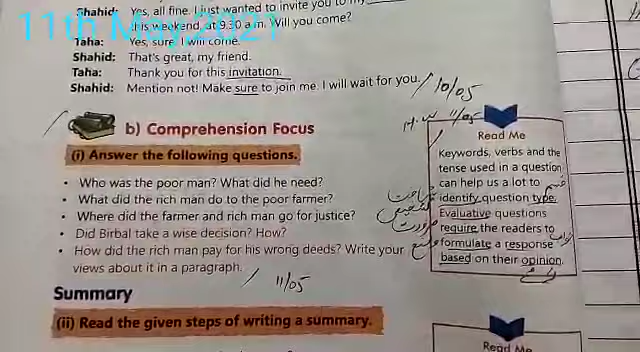 Shahid: Yes, all fine. I just wanted to invite you to my
11th May,2021
this weekend, at 9:30 a.m. Will you come?
Taha: Yes, sure. I will come.
Shahid: That's great, my friend.
Taha: Thank you for this invitation.
Shahid: Mention not! Make sure to join me. I will wait for you.
10/05
H.W 11/05
b) Comprehension Focus
(i) Answer the following questions.
• Who was the poor man? What did he need?
• What did the rich man do to the poor farmer?
• Where did the farmer and rich man go for justice?
• Did Birbal take a wise decision? How?
• How did the rich man pay for his wrong deeds? Write your
views about it in a paragraph.
11/05
Read Me
Keywords, verbs and the
tense used in a question
can help us a lot to
identify question type.
Evaluative questions
require the readers to
formulate a response
based on their opinion.
Summary
(ii) Read the given steps of writing a summary.
Read Me